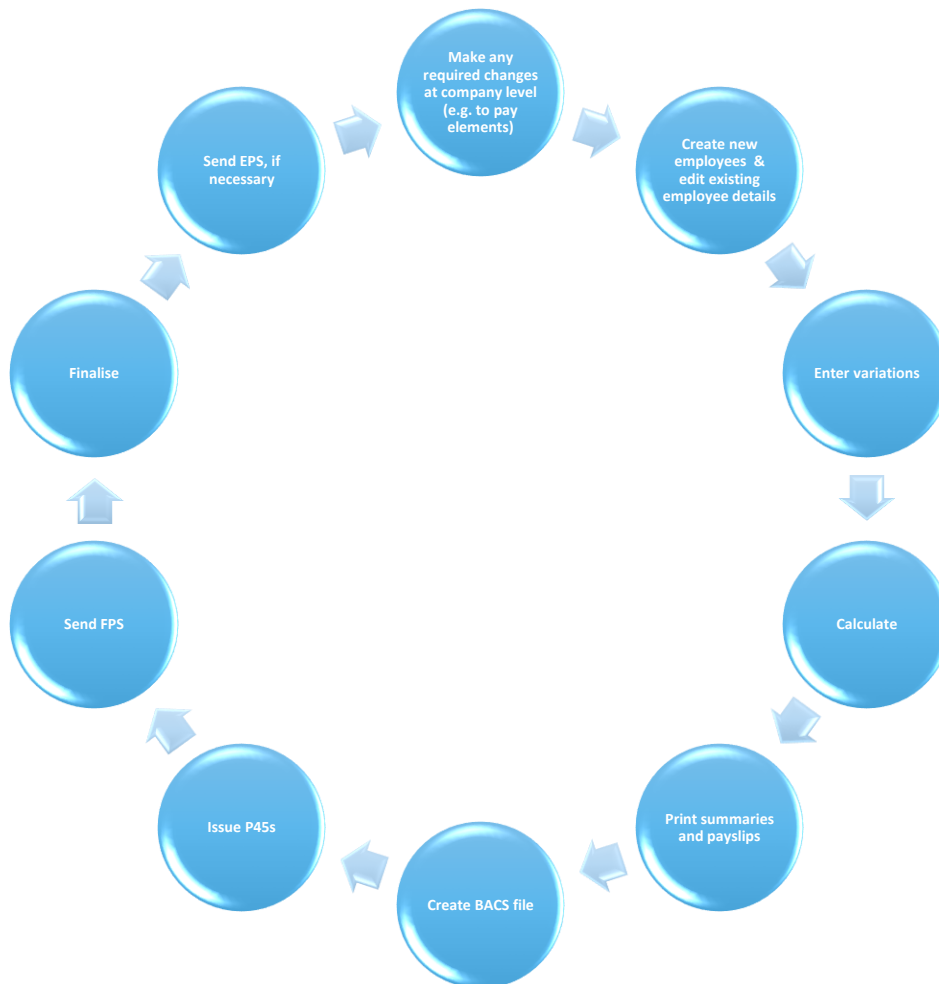 Make any
required changes
at company level
(e.g. to pay
elements)
Create new
employees & 
edit existing
employee details
Enter variations
Calculate
Print summaries
and payslips
Create BACS file
Issue P45s
Send FPS
Finalise
Send EPS, if
necessary